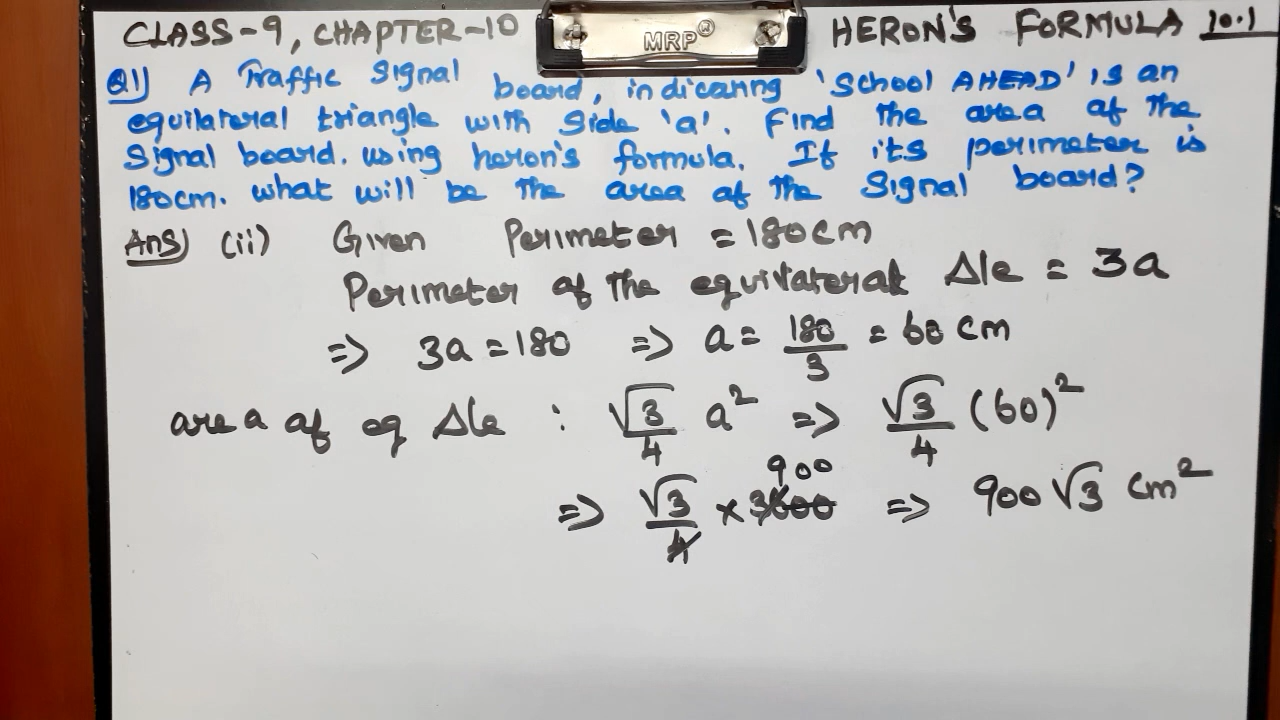 CLASS-9, CHAPTER-10 MRP® HERON'S FORMULA 10.1
Q1) A Traffic Signal board, indicating 'School AHEAD' is an
equilateral triangle with Side 'a'. Find the area of the
Signal board. using heron's formula. If its perimeter is
180cm. what will be the area of the Signal board?
Ans) (ii) Given Perimeter = 180cm
Perimeter of the equilateral Δle = 3a
=> 3a = 180 => a = 180/3 = 60 cm
area of eq Δle : √3/4 a² => √3/4 (60)²
900
=> √3/4 × 3600 => 900√3 cm²